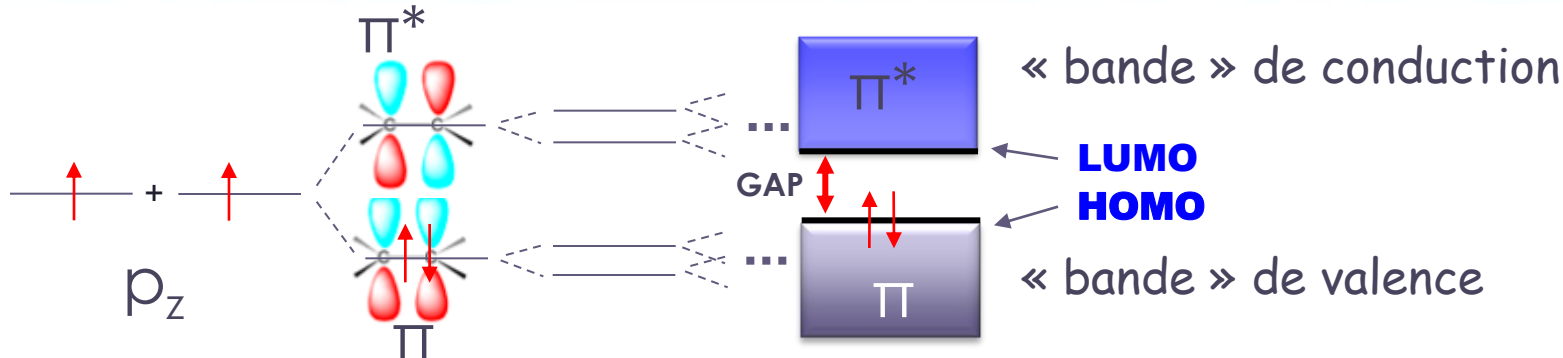 π*
π*
« bande » de conduction
...
LUMO
GAP
HOMO
+
C C
C C
...
« bande » de valence
p_z
π
π